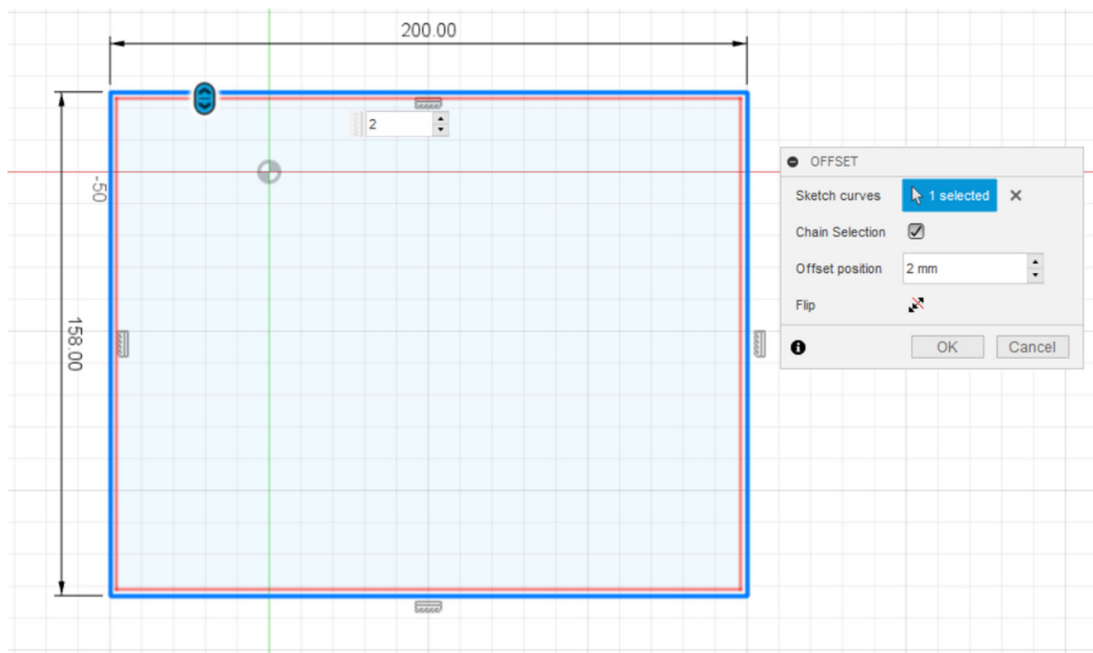 200.00
2
-50
158.00
OFFSET
Sketch curves 1 selected
Chain Selection
Offset position 2 mm
Flip
OK Cancel